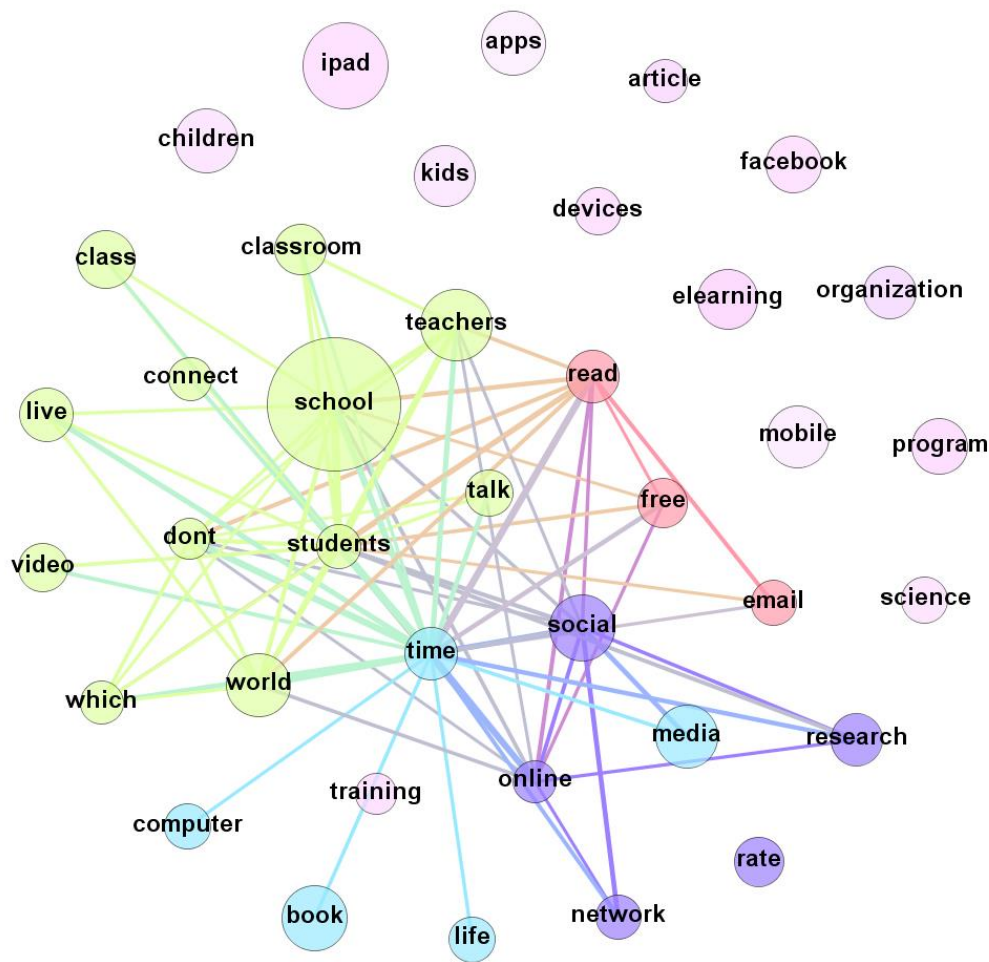 apps
ipad
article
children
facebook
kids
devices
classroom
class
organization
elearning
teachers
connect
read
school
live
mobile
program
talk
free
dont
students
video
email
science
social
time
world
which
media
research
online
training
computer
rate
book
network
life